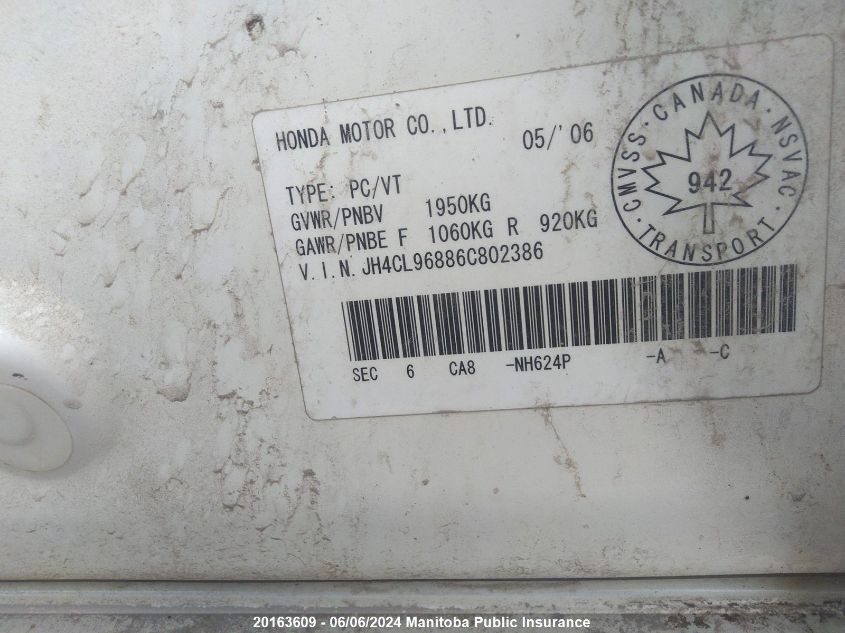 HONDA MOTOR CO.,LTD. 05/'06
TYPE: PC/VT
GVWR/PNBV 1950KG
GAWR/PNBE F 1060KG R 920KG
V.I.N. JH4CL96886C802386
SEC 6 CA8 -NH624P -A -C
CMVSS · CANADA · NSVAC
942
· TRANSPORT ·
20163609 - 06/06/2024 Manitoba Public Insurance